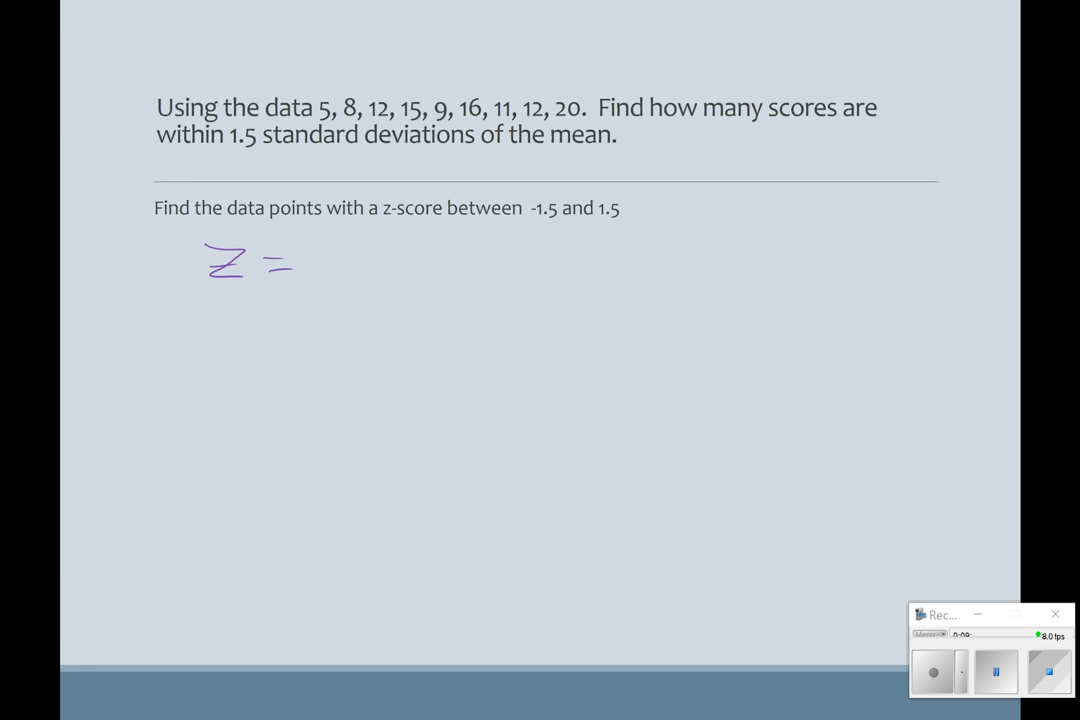 Using the data 5, 8, 12, 15, 9, 16, 11, 12, 20. Find how many scores are
within 1.5 standard deviations of the mean.
Find the data points with a z-score between -1.5 and 1.5
Z =
Rec...
0:09:
8.0 fps